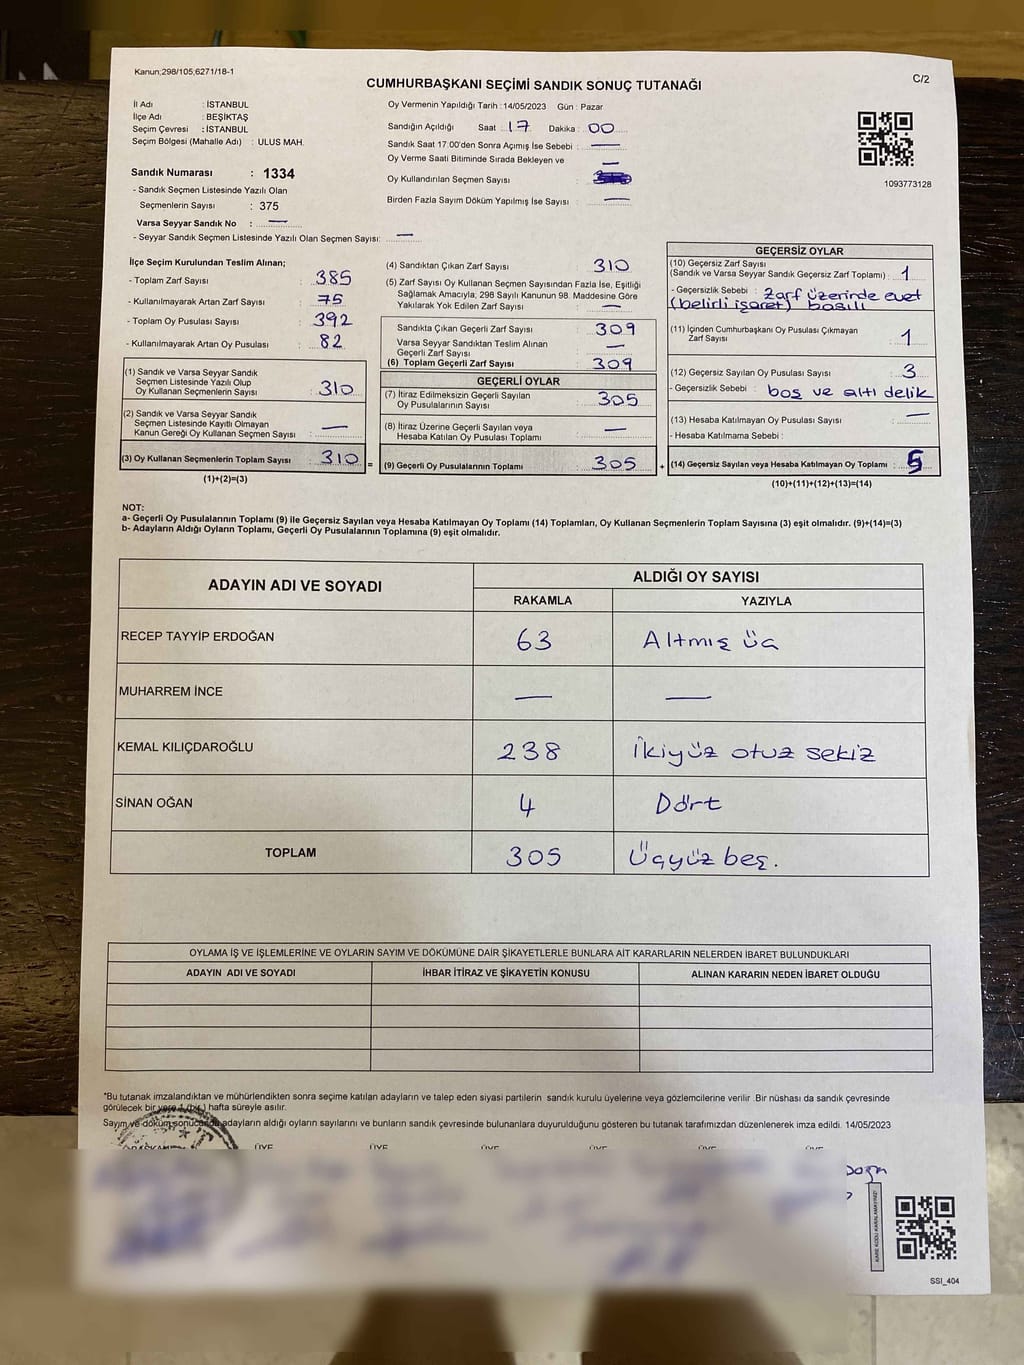 Kanun;298/105,6271/18-1
C/2
CUMHURBAŞKANI SEÇİMİ SANDIK SONUÇ TUTANAĞI
İl Adı : İSTANBUL
İlçe Adı : BEŞİKTAŞ
Seçim Çevresi : İSTANBUL
Seçim Bölgesi (Mahalle Adı) : ULUS MAH.
Sandık Numarası : 1334
- Sandık Seçmen Listesinde Yazılı Olan
Seçmenlerin Sayısı : 375
Varsa Seyyar Sandık No : —
- Seyyar Sandık Seçmen Listesinde Yazılı Olan Seçmen Sayısı: —
Oy Vermenin Yapıldığı Tarih : 14/05/2023 Gün : Pazar
Sandığın Açıldığı Saat : 17 Dakika : 00
Sandık Saat 17:00'den Sonra Açımış İse Sebebi : —
Oy Verme Saati Bitiminde Sırada Bekleyen ve —
Oy Kullandırılan Seçmen Sayısı :
Birden Fazla Sayım Döküm Yapılmış İse Sayısı : —
1093773128
İlçe Seçim Kurulundan Teslim Alınan;
- Toplam Zarf Sayısı : 385
- Kullanılmayarak Artan Zarf Sayısı : 75
- Toplam Oy Pusulası Sayısı : 392
- Kullanılmayarak Artan Oy Pusulası : 82
(1) Sandık ve Varsa Seyyar Sandık
Seçmen Listesinde Yazılı Olup
Oy Kullanan Seçmenlerin Sayısı : 310
(2) Sandık ve Varsa Seyyar Sandık
Seçmen Listesinde Kayıtlı Olmayan
Kanun Gereği Oy Kullanan Seçmen Sayısı : —
(3) Oy Kullanan Seçmenlerin Toplam Sayısı : 310
(1)+(2)=(3)
(4) Sandıktan Çıkan Zarf Sayısı : 310
(5) Zarf Sayısı Oy Kullanan Seçmen Sayısından Fazla İse, Eşitliği
Sağlamak Amacıyla, 298 Sayılı Kanunun 98. Maddesine Göre
Yakılarak Yok Edilen Zarf Sayısı : —
Sandıkta Çıkan Geçerli Zarf Sayısı : 309
Varsa Seyyar Sandıktan Teslim Alınan
Geçerli Zarf Sayısı : —
(6) Toplam Geçerli Zarf Sayısı : 309
GEÇERLİ OYLAR
(7) İtiraz Edilmeksizin Geçerli Sayılan
Oy Pusulalarının Sayısı : 305
(8) İtiraz Üzerine Geçerli Sayılan veya
Hesaba Katılan Oy Pusulası Toplamı : —
= (9) Geçerli Oy Pusulalarının Toplamı : 305
GEÇERSİZ OYLAR
(10) Geçersiz Zarf Sayısı
(Sandık ve Varsa Seyyar Sandık Geçersiz Zarf Toplamı) : 1
- Geçersizlik Sebebi : Zarf üzerinde evet
(belirli işaret) basılı
(11) İçinden Cumhurbaşkanı Oy Pusulası Çıkmayan
Zarf Sayısı : 1
(12) Geçersiz Sayılan Oy Pusulası Sayısı : 3
- Geçersizlik Sebebi : boş ve altı delik
(13) Hesaba Katılmayan Oy Pusulası Sayısı : —
- Hesaba Katılmama Sebebi :
+ (14) Geçersiz Sayılan veya Hesaba Katılmayan Oy Toplamı : 5
(10)+(11)+(12)+(13)=(14)
NOT:
a- Geçerli Oy Pusulalarının Toplamı (9) ile Geçersiz Sayılan veya Hesaba Katılmayan Oy Toplamı (14) Toplamları, Oy Kullanan Seçmenlerin Toplam Sayısına (3) eşit olmalıdır. (9)+(14)=(3)
b- Adayların Aldığı Oyların Toplamı, Geçerli Oy Pusulalarının Toplamına (9) eşit olmalıdır.
ADAYIN ADI VE SOYADI ALDIĞI OY SAYISI
RAKAMLA YAZIYLA
RECEP TAYYİP ERDOĞAN 63 Altmış üç
MUHARREM İNCE — —
KEMAL KILIÇDAROĞLU 238 İkiyüz otuz sekiz
SİNAN OĞAN 4 Dört
TOPLAM 305 Üçyüz beş.
OYLAMA İŞ VE İŞLEMLERİNE VE OYLARIN SAYIM VE DÖKÜMÜNE DAİR ŞİKAYETLERLE BUNLARA AİT KARARLARIN NELERDEN İBARET BULUNDUKLARI
ADAYIN ADI VE SOYADI İHBAR İTİRAZ VE ŞİKAYETİN KONUSU ALINAN KARARIN NEDEN İBARET OLDUĞU
*Bu tutanak imzalandıktan ve mühürlendikten sonra seçime katılan adayların ve talep eden siyasi partilerin sandık kurulu üyelerine veya gözlemcilerine verilir .Bir nüshası da sandık çevresinde
görülecek bir yere 1 (bir) hafta süreyle asılır.
Sayım ve döküm sonucunda adayların aldığı oyların sayılarını ve bunların sandık çevresinde bulunanlara duyurulduğunu gösteren bu tutanak tarafımızdan düzenlenerek imza edildi. 14/05/2023
BAŞKAN ÜYE ÜYE ÜYE ÜYE ÜYE ÜYE
SSI_404